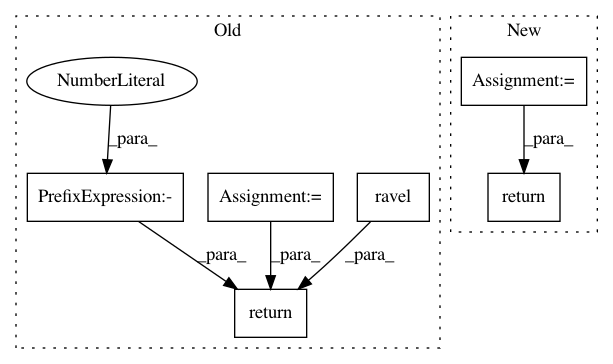 Old
New
NumberLiteral
Assignment:=
_para_
_para_
PrefixExpression:-
Assignment:=
ravel
return
_para_
_para_
_para_
return